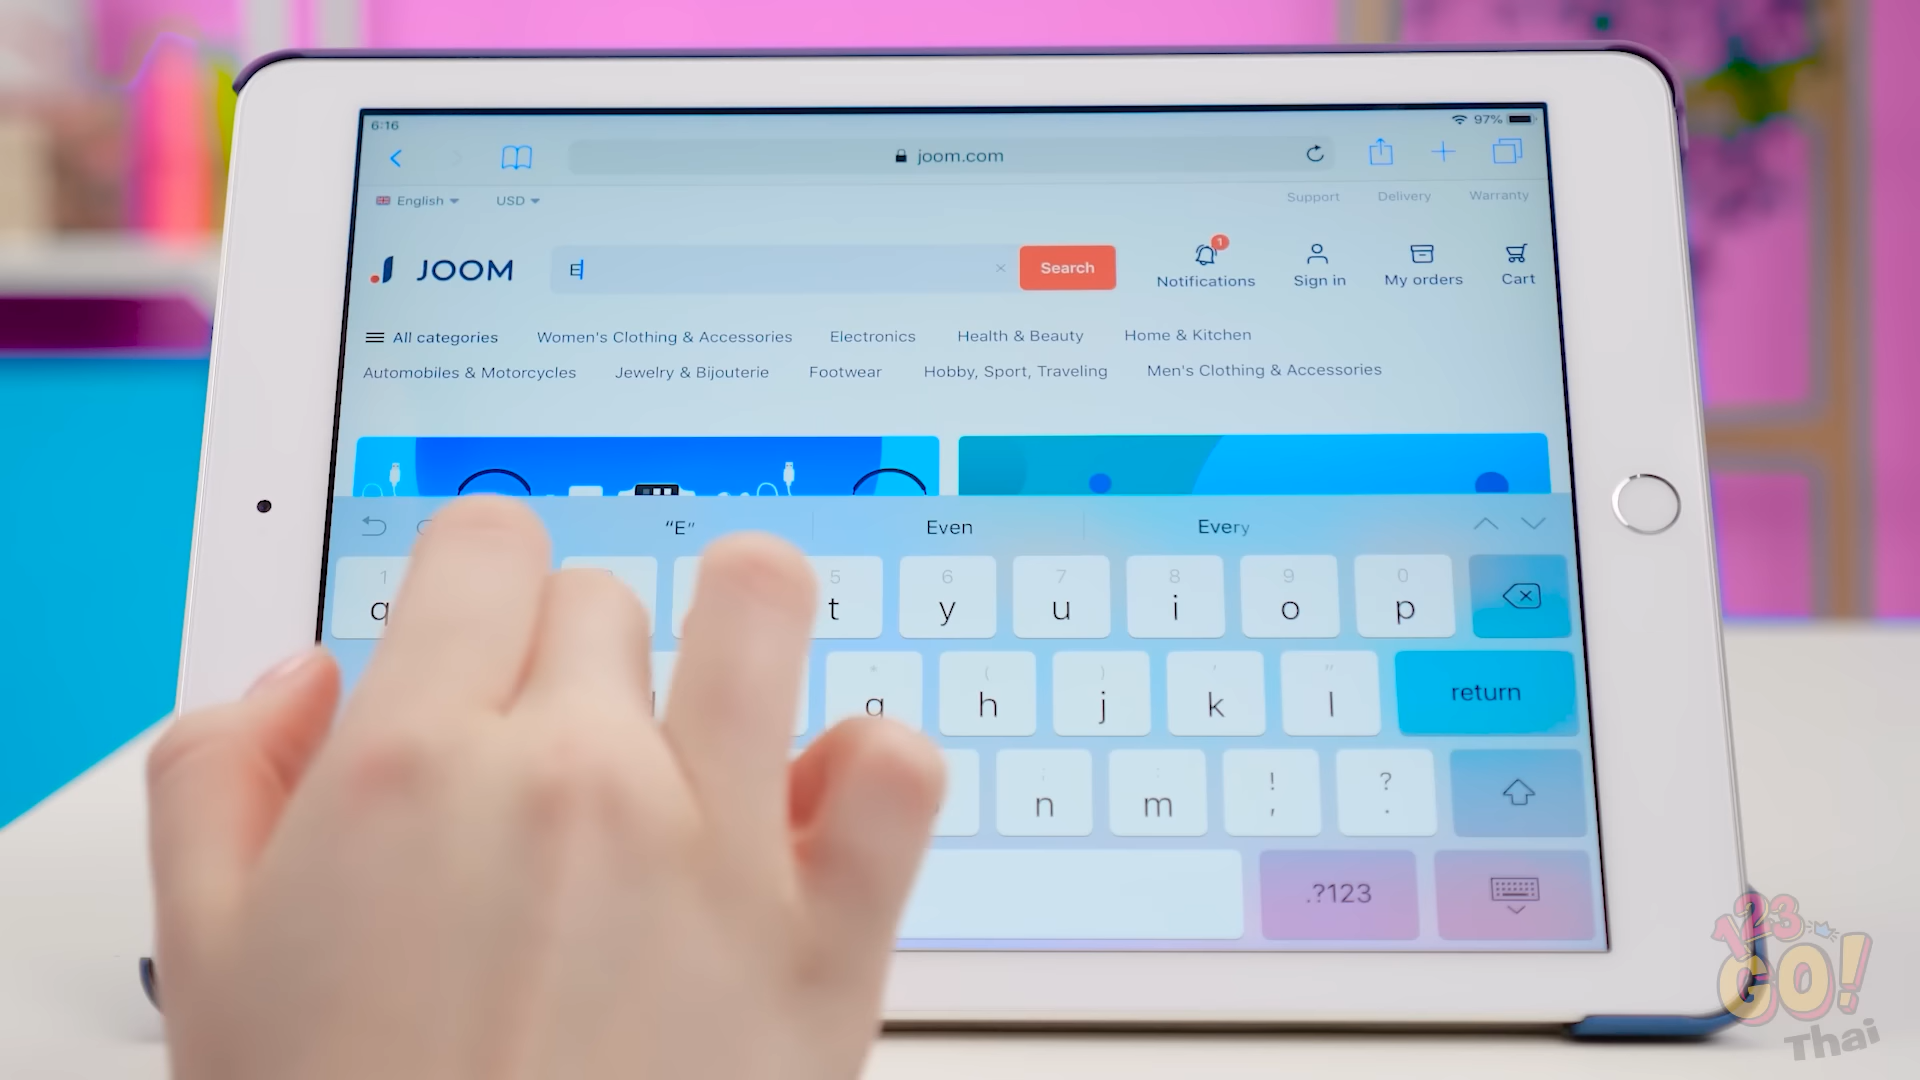 6:16
97%
joom.com
English
USD
Support
Delivery
Warranty
JOOM
E
Search
1
Notifications
Sign in
My orders
Cart
All categories
Women's Clothing & Accessories
Electronics
Health & Beauty
Home & Kitchen
Automobiles & Motorcycles
Jewelry & Bijouterie
Footwear
Hobby, Sport, Traveling
Men's Clothing & Accessories
“E”
Even
Every
1 5 6 7 8 9 0
q t y u i o p
* ( ) ' "
g h j k l return
; : ! ?
n m , .
.?123
123
GO!
Thai